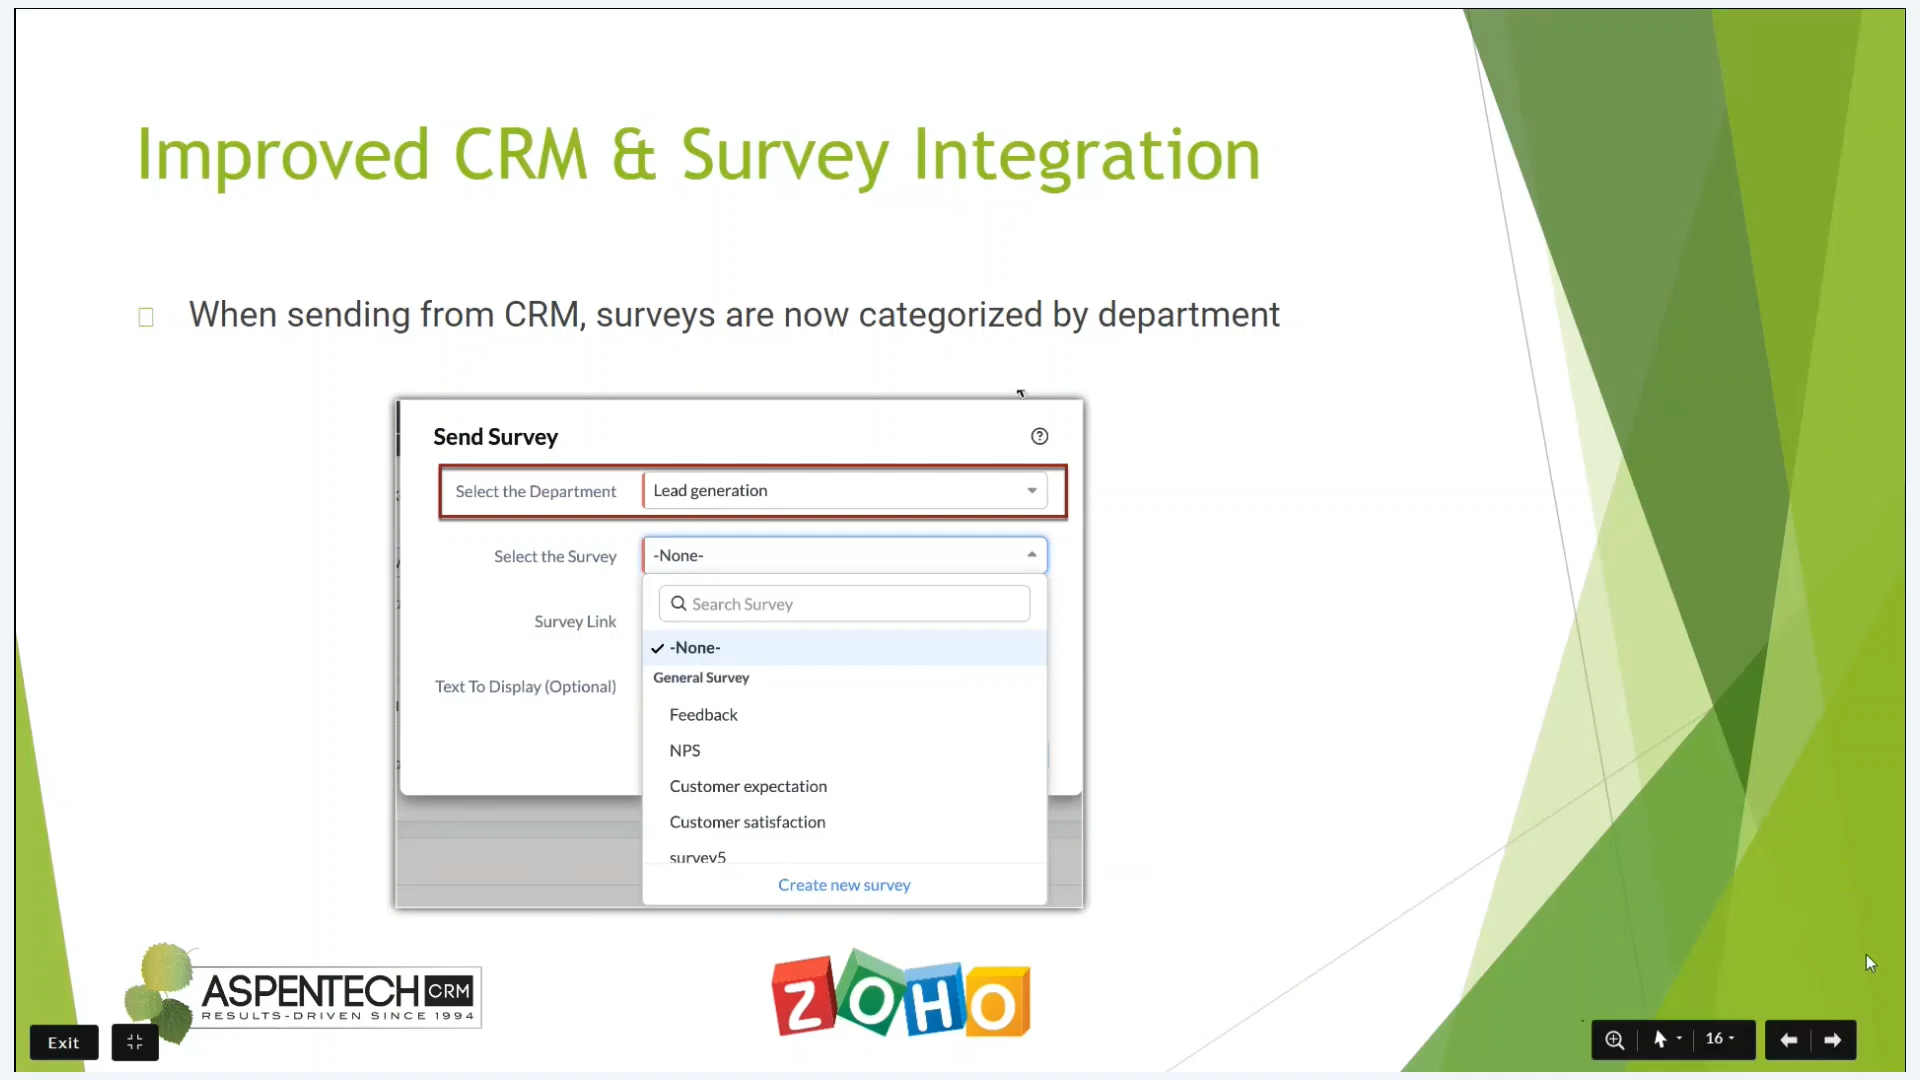 Improved CRM & Survey Integration
When sending from CRM, surveys are now categorized by department
Send Survey
Select the Department Lead generation
Select the Survey -None-
Search Survey
Survey Link
-None-
General Survey
Text To Display (Optional)
Feedback
NPS
Customer expectation
Customer satisfaction
survey5
Create new survey
ASPENTECH CRM
RESULTS-DRIVEN SINCE 1994
ZOHO
Exit
16